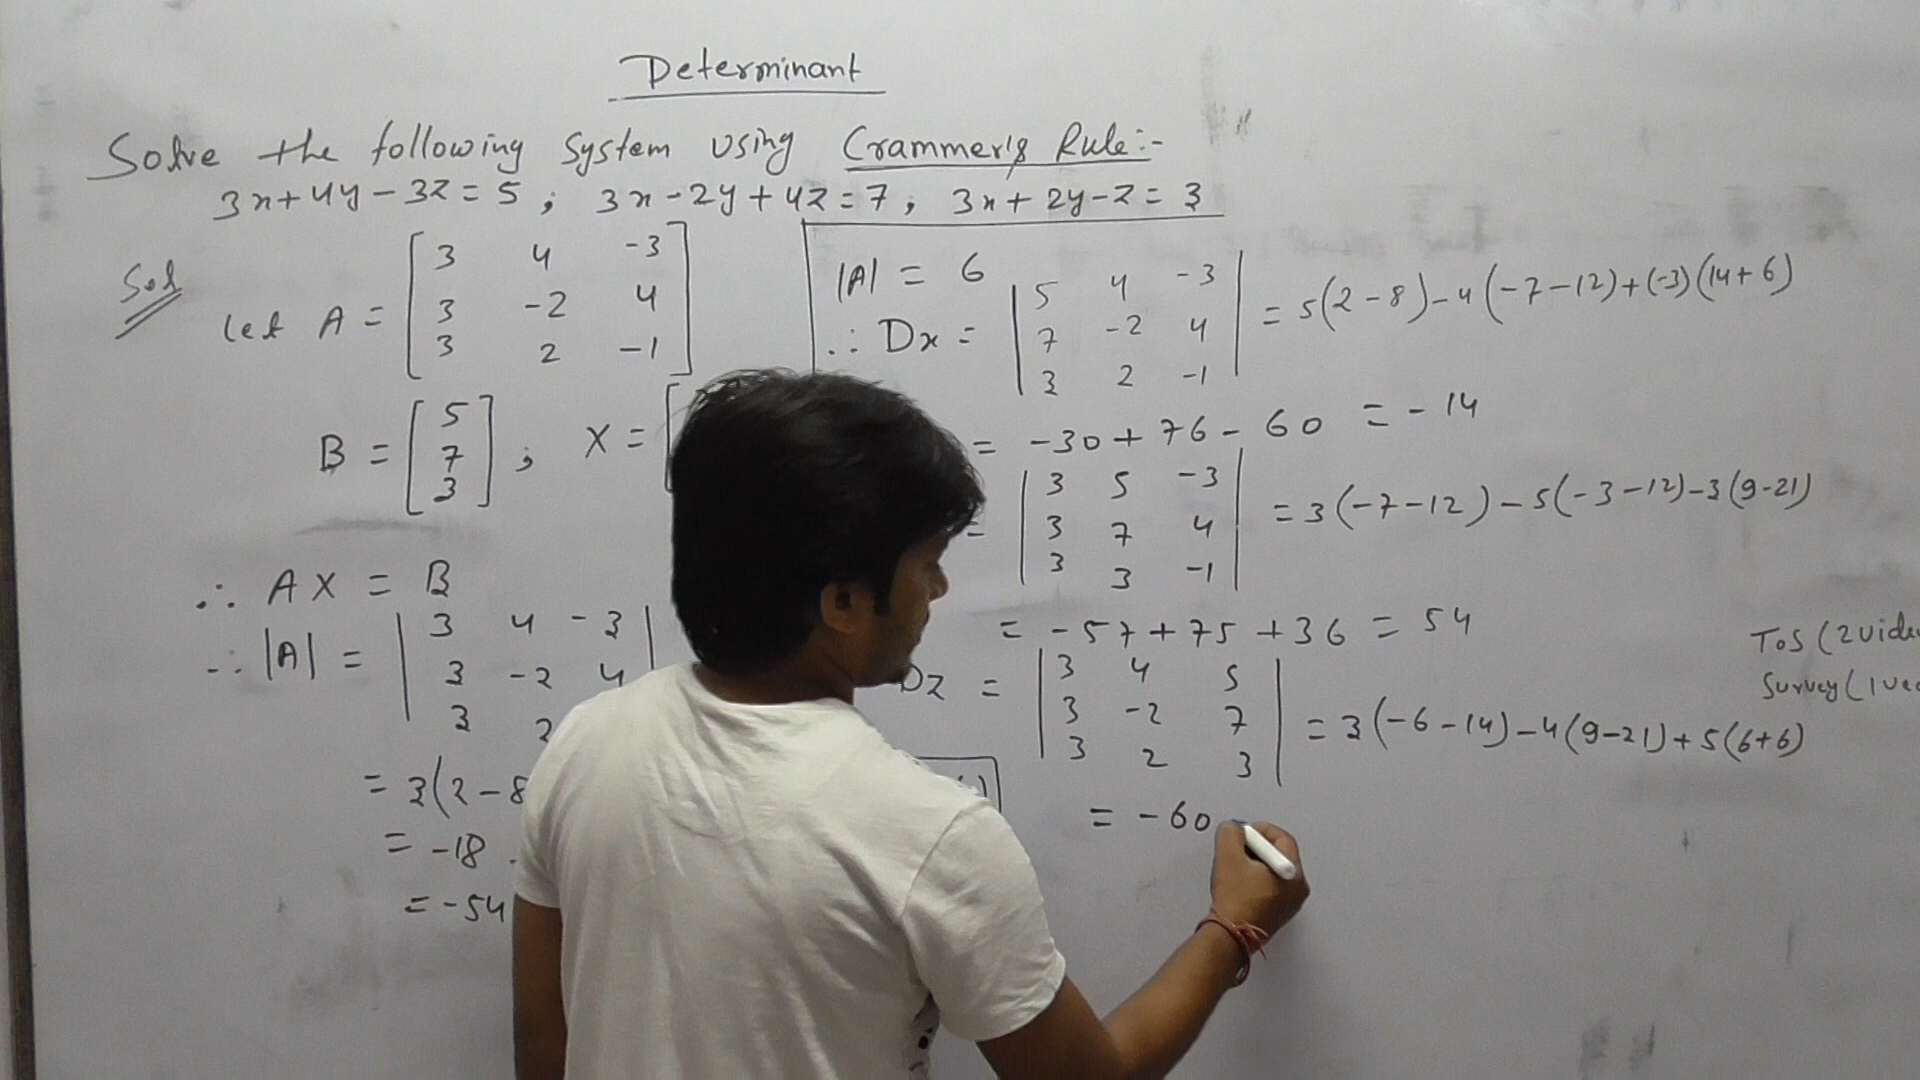 Determinant
Solve the following System using Crammer's Rule:-
3x+4y-3z=5 ; 3x-2y+4z=7 ; 3x+2y-z=3
Sol
let A = [ 3 4 -3
3 -2 4
3 2 -1 ]
B = [ 5
7
3 ] ; X = [
∴ AX = B
∴ |A| = | 3 4 -3 |
3 -2 4
3 2
= 3(2-8
= -18
= -54
|A| = 6
∴ Dx = | 5 4 -3 | = 5(2-8)-4(-7-12)+(-3)(14+6)
7 -2 4
3 2 -1
= -30+76-60 = -14
= | 3 5 -3 | = 3(-7-12)-5(-3-12)-3(9-21)
3 7 4
3 3 -1
= -57+75+36 = 54
Dz = | 3 4 5 | = 3(-6-14)-4(9-21)+5(6+6)
3 -2 7
3 2 3
= -60
TOS (2
Survey (1